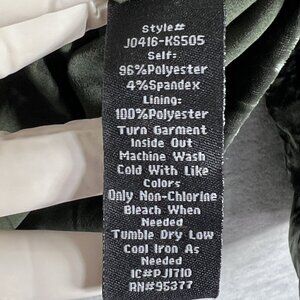 Style#
J0416-KS505
Self:
96%Polyester
4%Spandex
Lining:
100%Polyester
Turn Garment
Inside Out
Machine Wash
Cold With Like
Colors
Only Non-Chlorine
Bleach When
Needed
Tumble Dry Low
Cool Iron As
Needed
IC#PJ1710
RN#95377